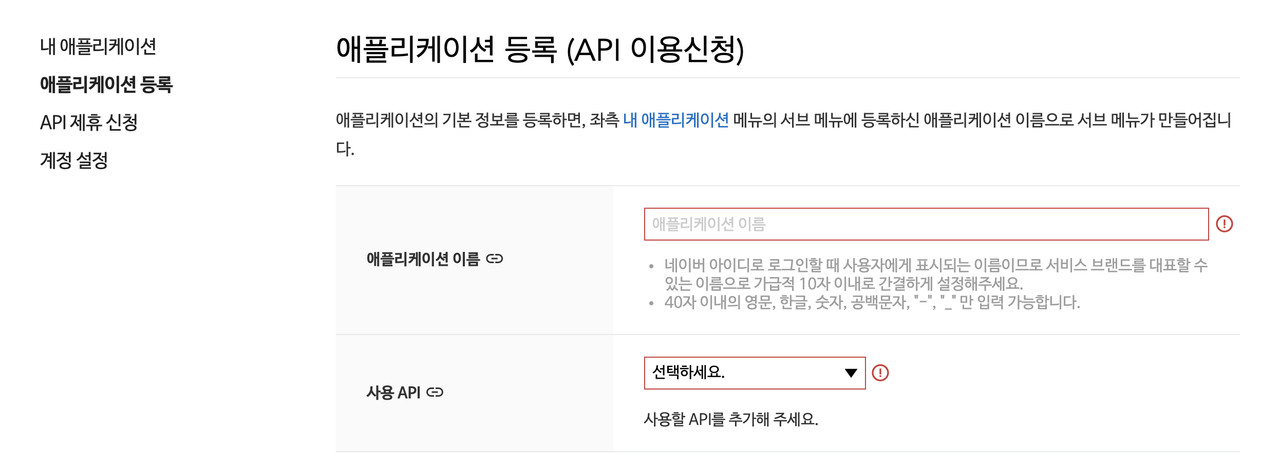 내 애플리케이션
애플리케이션 등록
API 제휴 신청
계정 설정
애플리케이션 등록 (API 이용신청)
애플리케이션의 기본 정보를 등록하면, 좌측 내 애플리케이션 메뉴의 서브 메뉴에 등록하신 애플리케이션 이름으로 서브 메뉴가 만들어집니
다.
애플리케이션 이름
애플리케이션 이름
• 네이버 아이디로 로그인할 때 사용자에게 표시되는 이름이므로 서비스 브랜드를 대표할 수
있는 이름으로 가급적 10자 이내로 간결하게 설정해주세요.
• 40자 이내의 영문, 한글, 숫자, 공백문자, "-", "_" 만 입력 가능합니다.
사용 API
선택하세요.
사용할 API를 추가해 주세요.